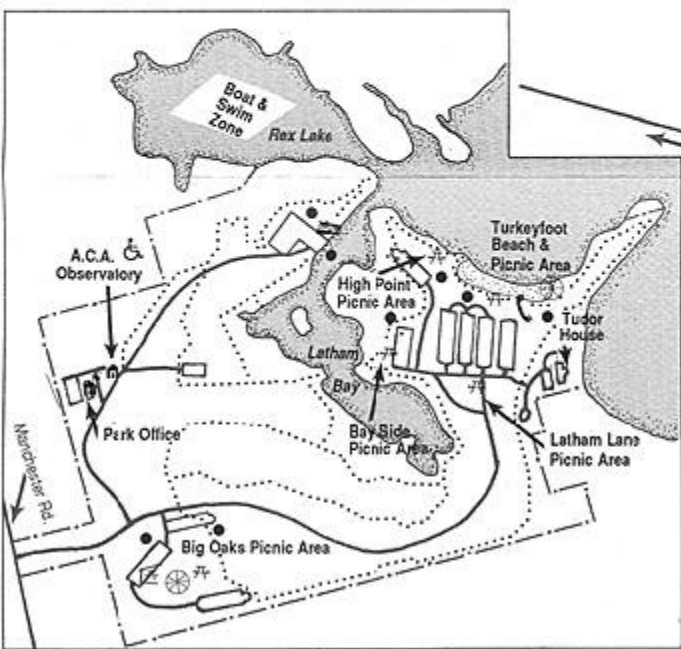 Boat &
Swim
Zone
Rex Lake
A.C.A.
Observatory
Turkeyfoot
Beach &
Picnic Area
High Point
Picnic Area
Tudor
House
Latham
Bay
Park Office
Bay Side
Picnic Area
Latham Lane
Picnic Area
Manchester Rd.
Big Oaks Picnic Area